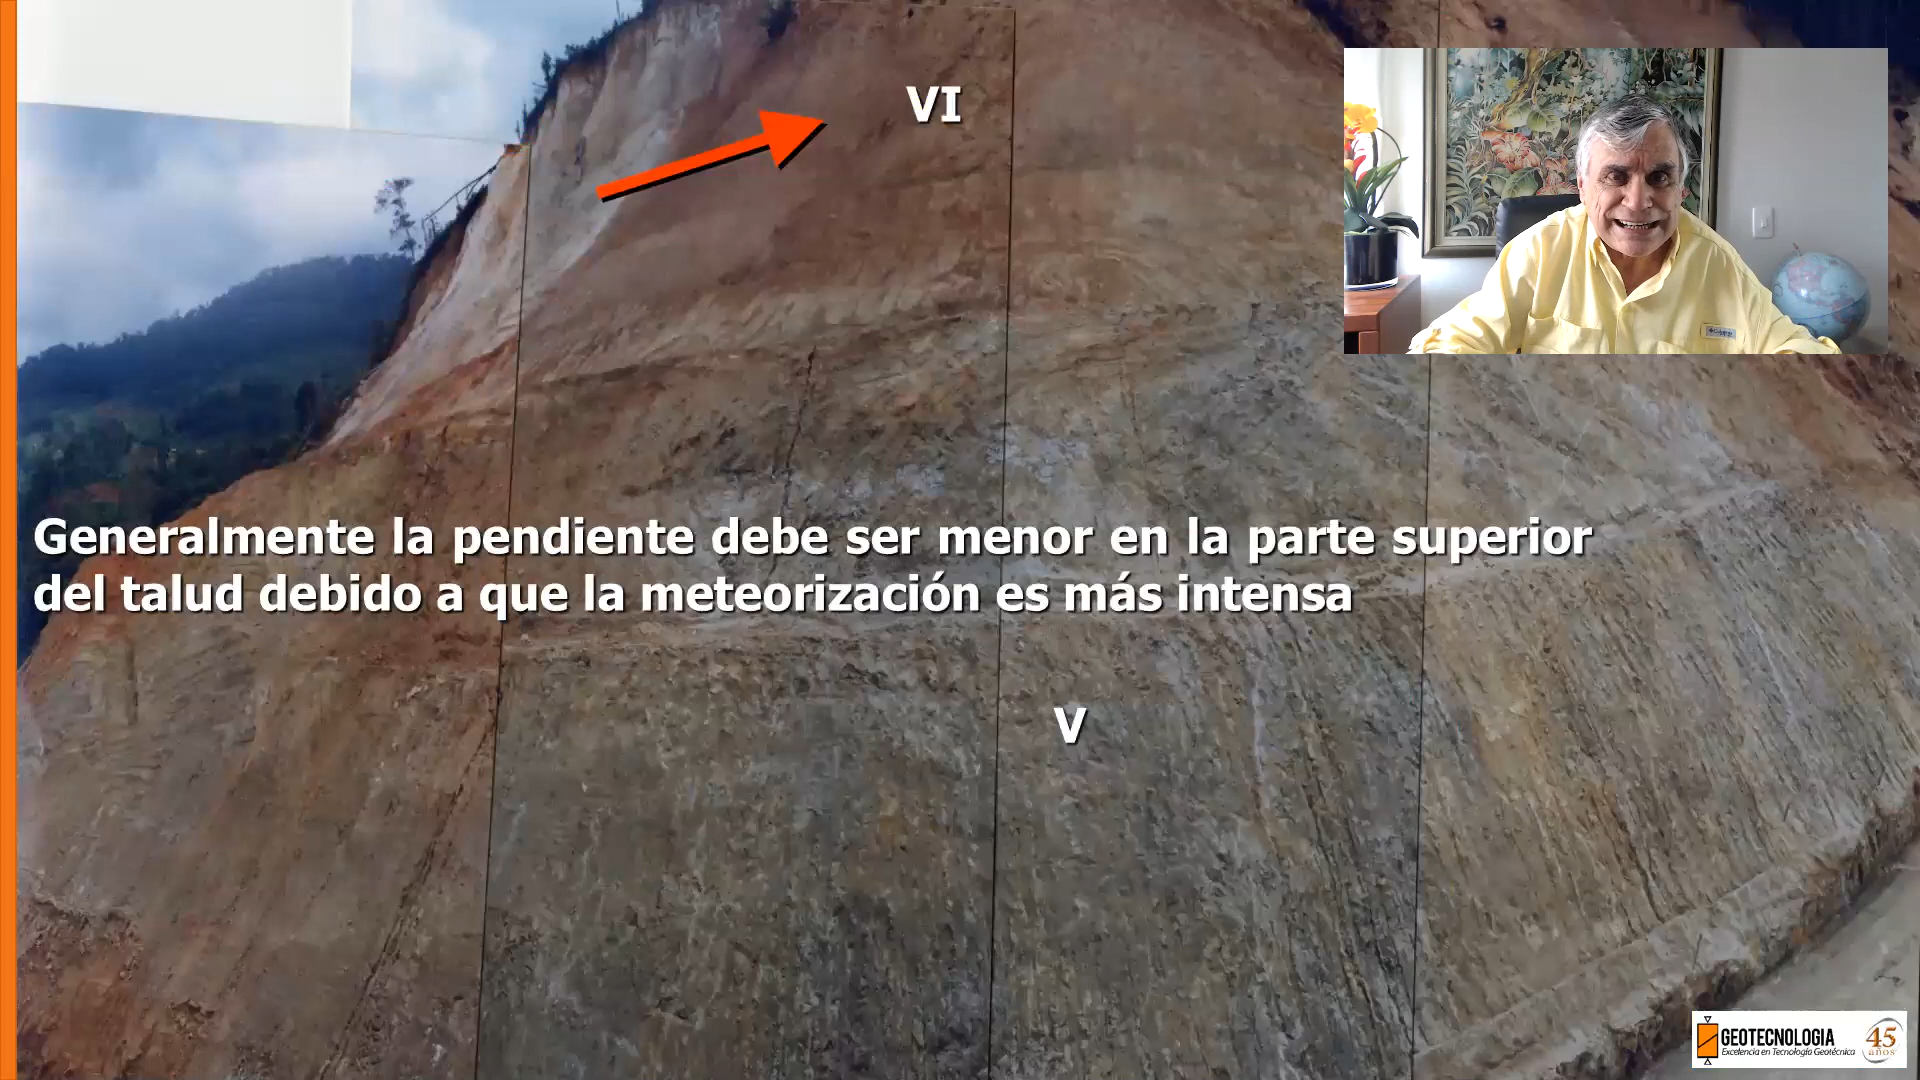 VI
Generalmente la pendiente debe ser menor en la parte superior
del talud debido a que la meteorización es más intensa
V
GEOTECNOLOGIA
Excelencia en Tecnología Geotécnica
45
años